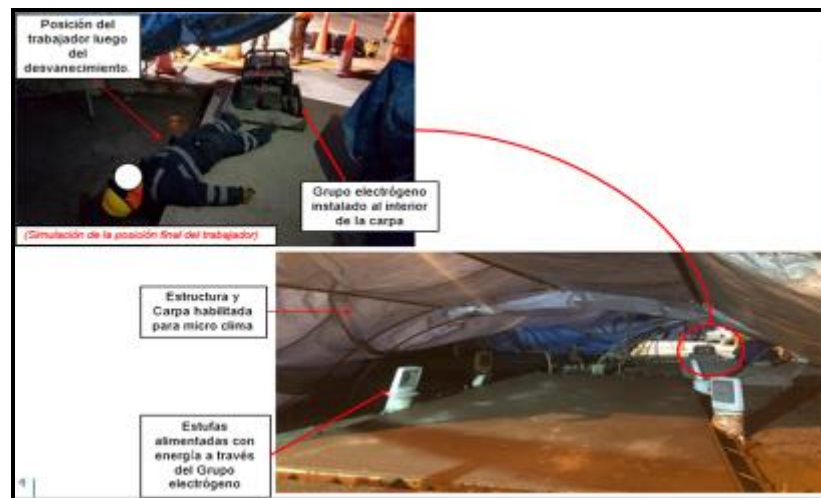 Posición del
trabajador luego
del
desvanecimiento.
Grupo electrógeno
instalado al interior
de la carpa
(Simulación de la posición final del trabajador)
Estructura y
Carpa habilitada
para micro clima
Estufas
alimentadas con
energía a través
del Grupo
electrógeno
4